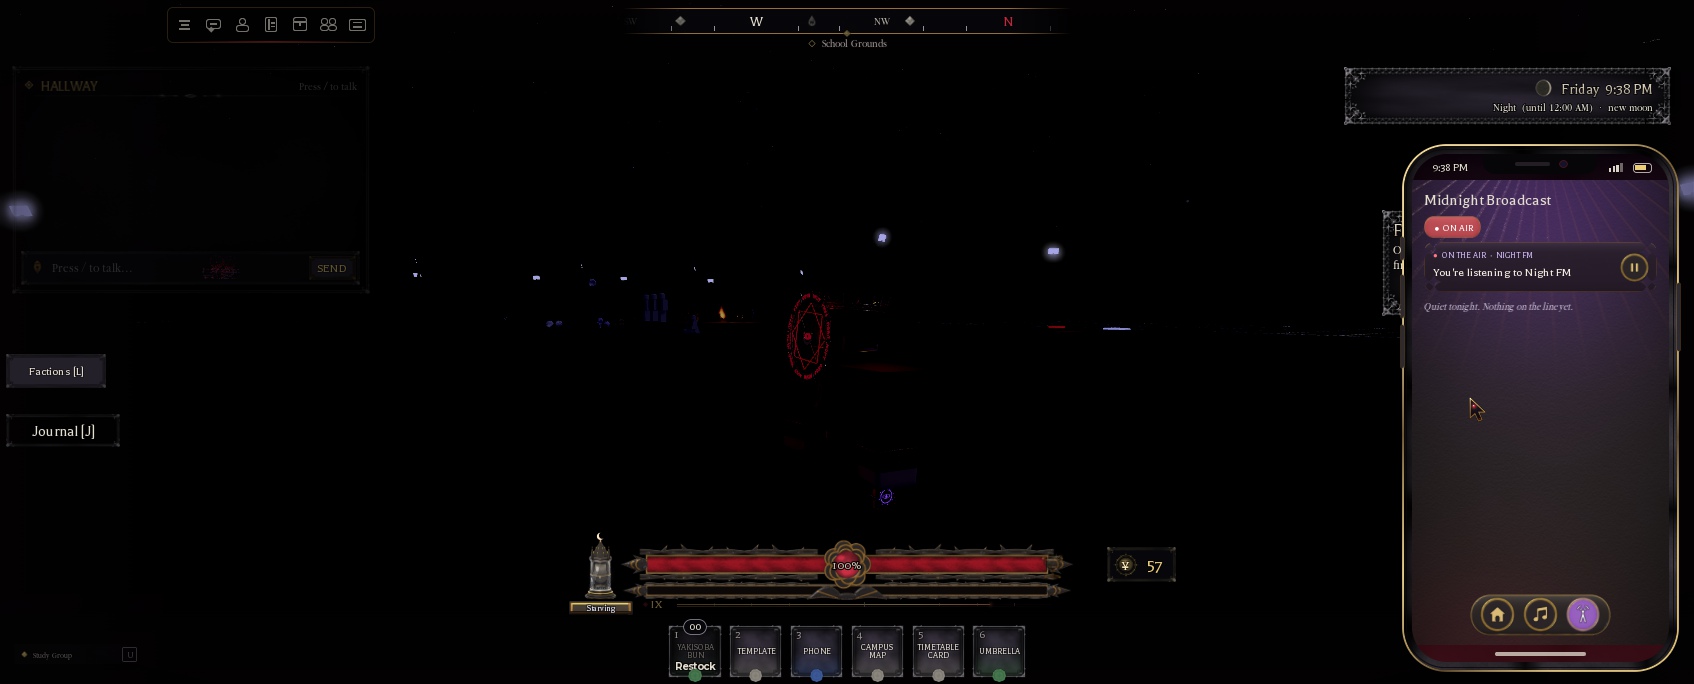 W
NW
N
School Grounds
HALLWAY
Press / to talk
Press / to talk...
SEND
Friday 9:38 PM
Night (until 12:00 AM) · new moon
9:38 PM
Midnight Broadcast
ON AIR
ON THE AIR · NIGHT FM
You're listening to Night FM
Quiet tonight. Nothing on the line yet.
Factions [L]
Journal [J]
100%
¥ 57
Starving
IX
00
1
YAKISOBA
BUN
Restock
2
TEMPLATE
3
PHONE
4
CAMPUS
MAP
5
TIMETABLE
CARD
6
UMBRELLA
Study Group
U